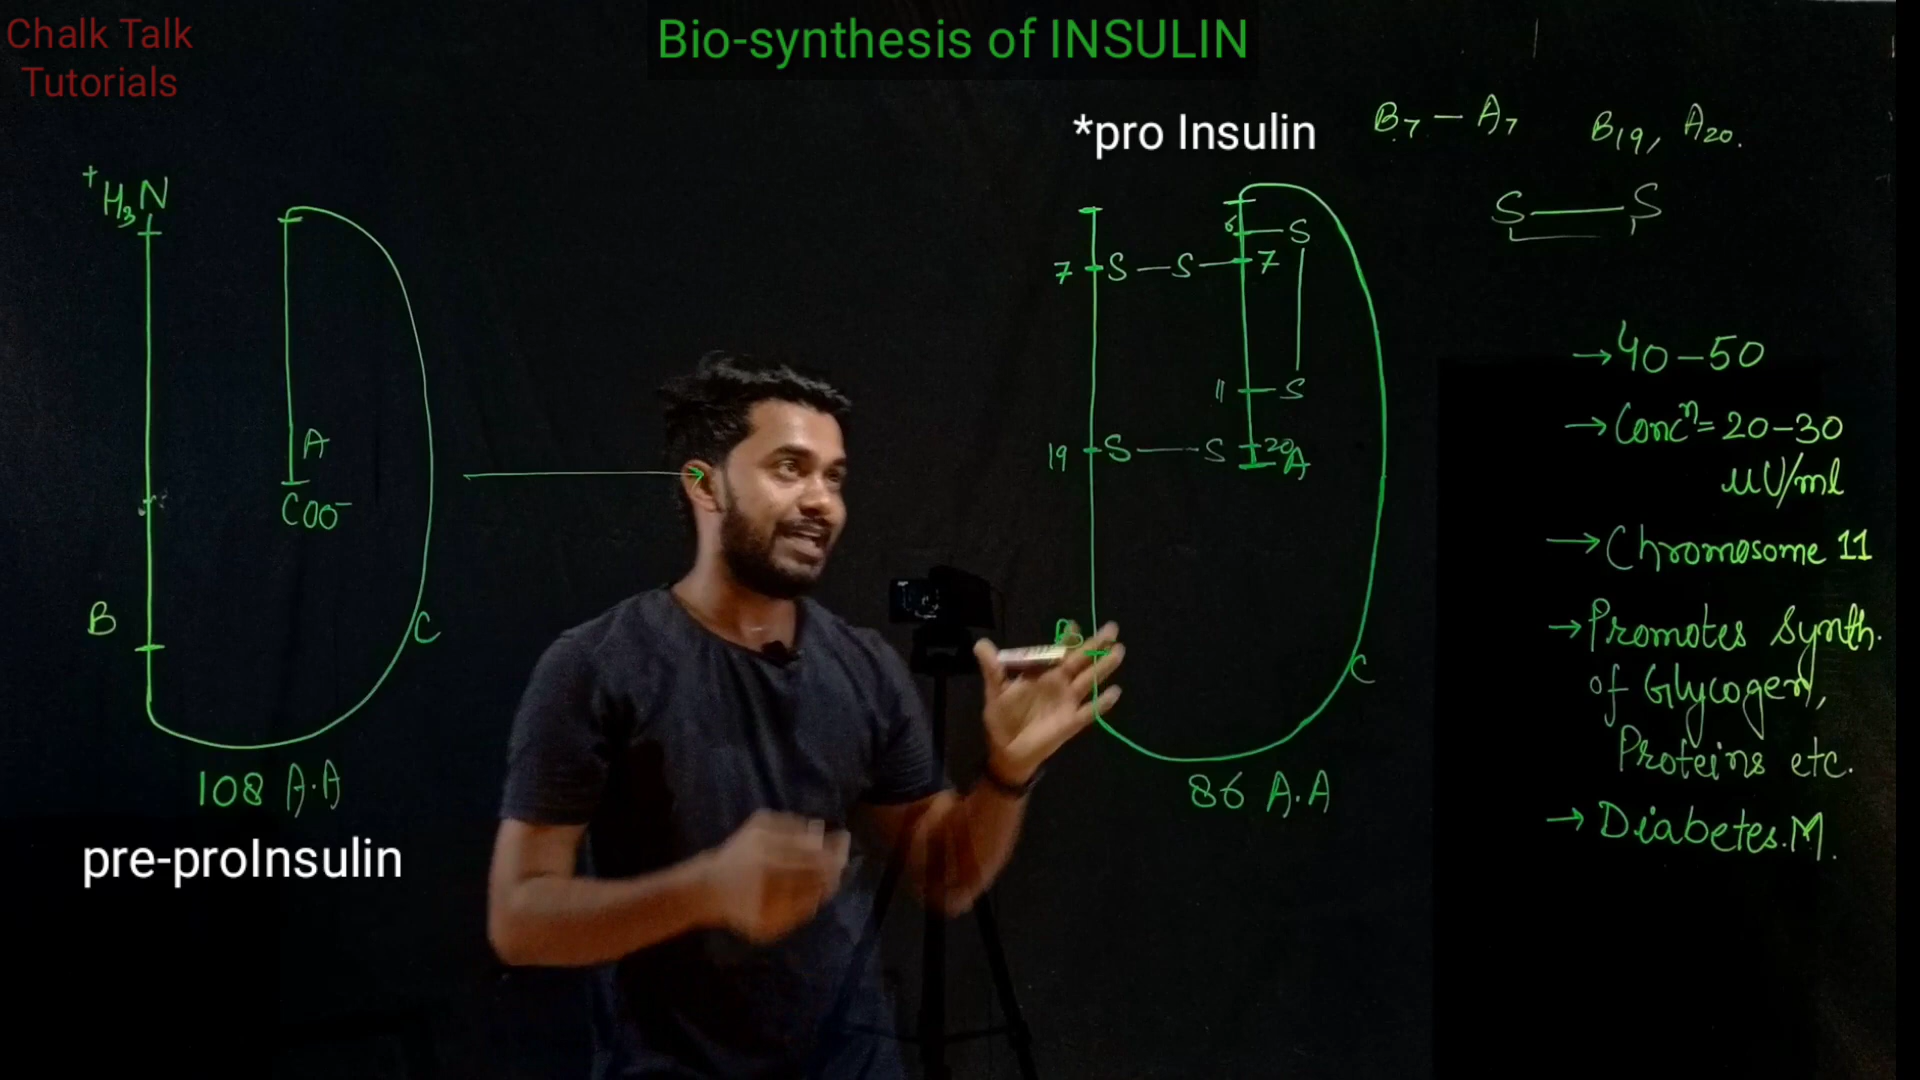 Chalk Talk
Tutorials
Bio-synthesis of INSULIN
*pro Insulin
B7 – A7 B19, A20.
S — S
+H3N
A
COO-
B
C
108 A.A
pre-proInsulin
6 S
7 S — S 7
11 S
19 S — S 20
A
B
C
86 A.A
→ 40–50
→ Concn = 20–30
µU/ml
→ Chromosome 11
→ Promotes Synth.
of Glycogen,
Proteins etc.
→ Diabetes.M.